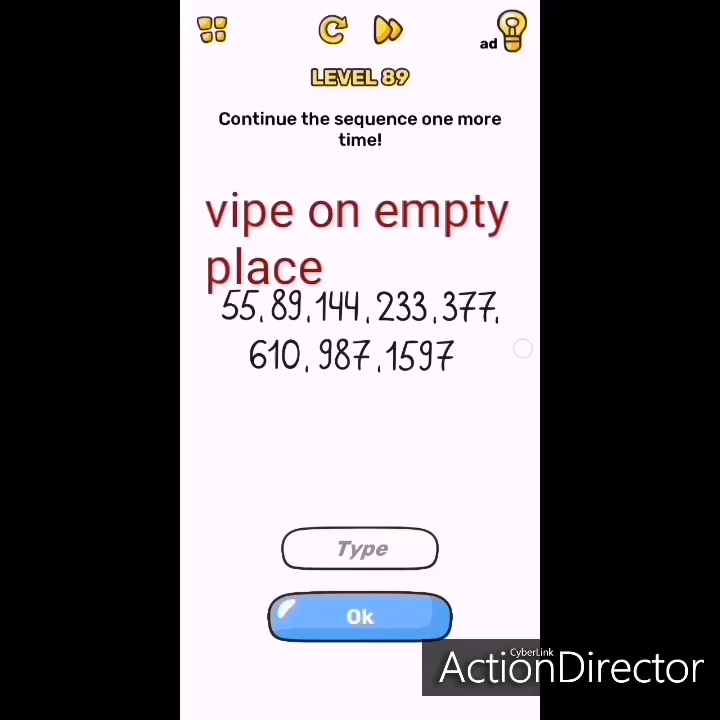 ad
LEVEL 89
Continue the sequence one more
time!
vipe on empty
place
55, 89, 144, 233, 377,
610, 987, 1597
Type
Ok
CyberLink
ActionDirector